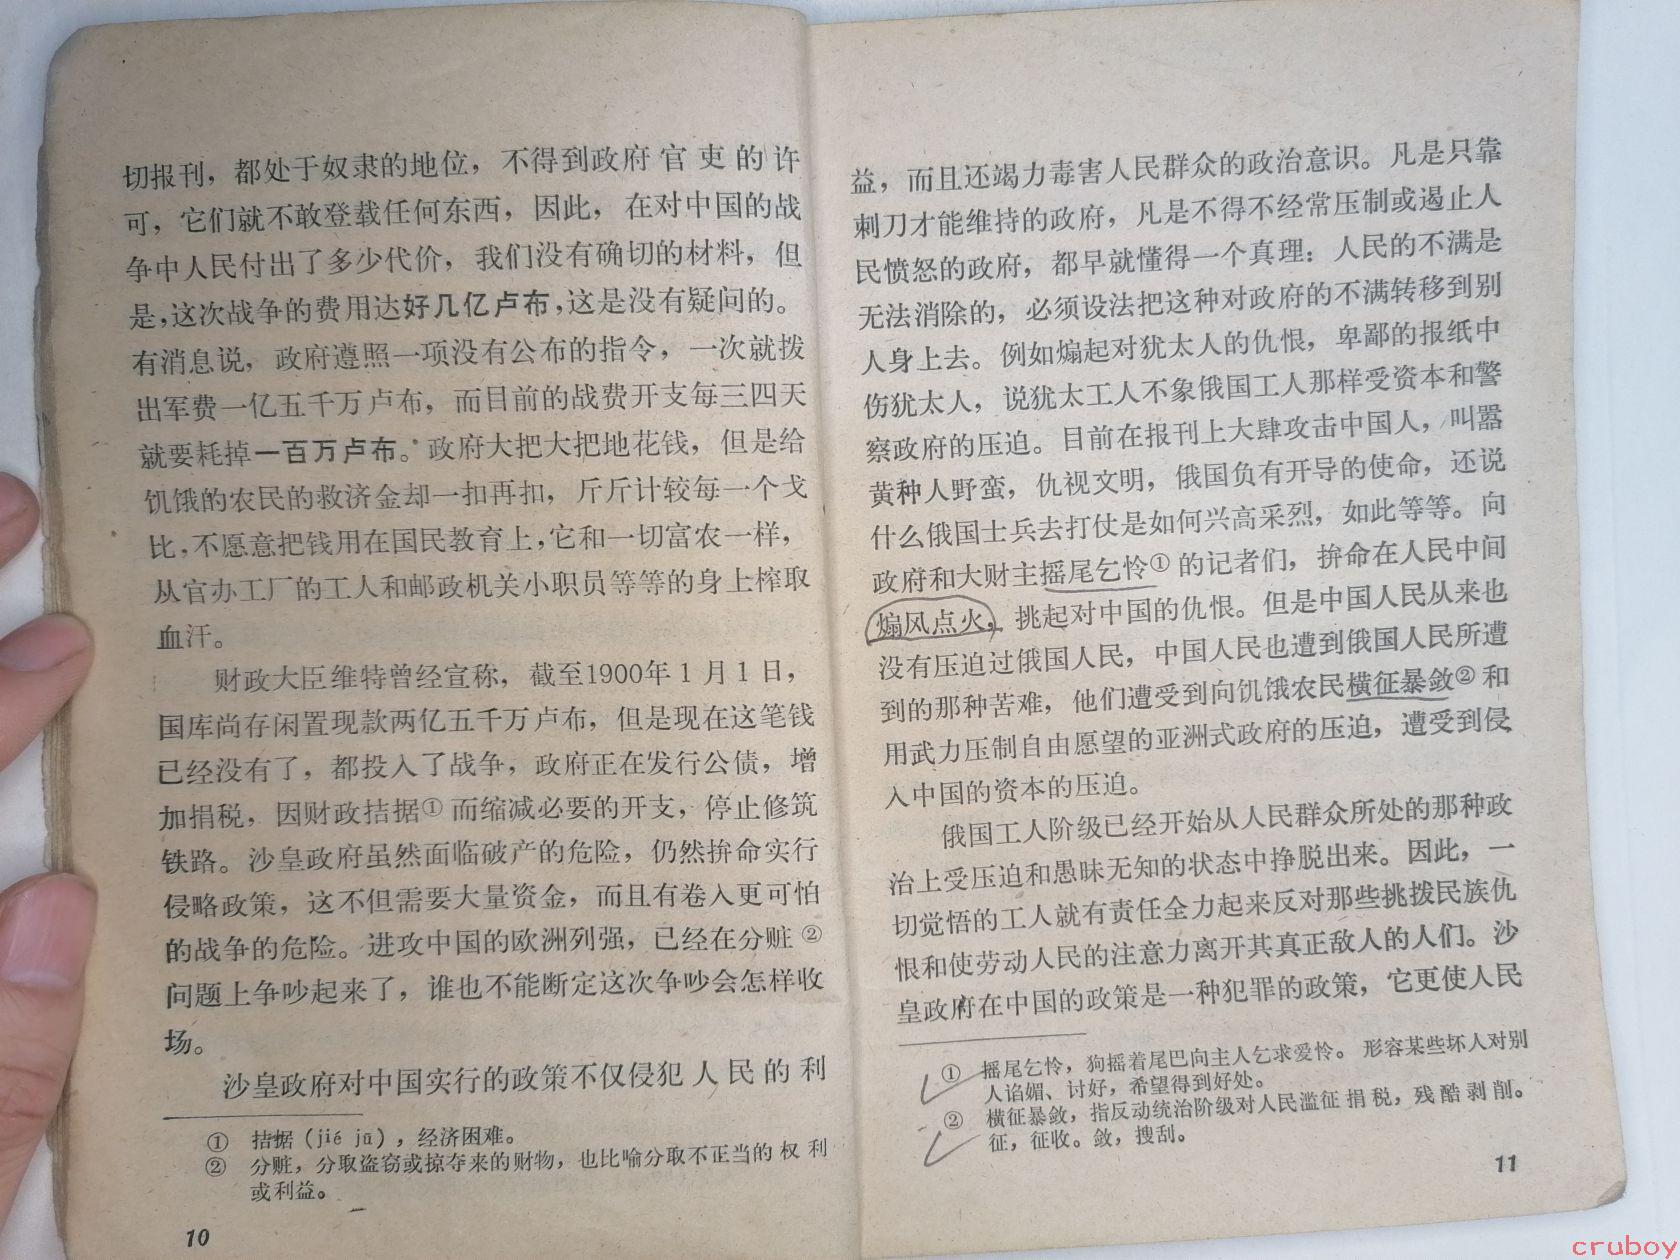 切报刊，都处于奴隶的地位，不得到政府官吏的许
可，它们就不敢登载任何东西，因此，在对中国的战
争中人民付出了多少代价，我们没有确切的材料，但
是，这次战争的费用达好几亿卢布，这是没有疑问的。
有消息说，政府遵照一项没有公布的指令，一次就拨
出军费一亿五千万卢布，而目前的战费开支每三四天
就要耗掉一百万卢布。政府大把大把地花钱，但是给
饥饿的农民的救济金却一扣再扣，斤斤计较每一个戈
比，不愿意把钱用在国民教育上，它和一切富农一样，
从官办工厂的工人和邮政机关小职员等等的身上榨取
血汗。
财政大臣维特曾经宣称，截至1900年1月1日，
国库尚存闲置现款两亿五千万卢布，但是现在这笔钱
已经没有了，都投入了战争，政府正在发行公债，增
加捐税，因财政拮据①而缩减必要的开支，停止修筑
铁路。沙皇政府虽然面临破产的危险，仍然拚命实行
侵略政策，这不但需要大量资金，而且有卷入更可怕
的战争的危险。进攻中国的欧洲列强，已经在分赃②
问题上争吵起来了，谁也不能断定这次争吵会怎样收
场。
沙皇政府对中国实行的政策不仅侵犯人民的利
① 拮据（jié jū），经济困难。
② 分赃，分取盗窃或掠夺来的财物，也比喻分取不正当的权利
或利益。
10
益，而且还竭力毒害人民群众的政治意识。凡是只靠
刺刀才能维持的政府，凡是不得不经常压制或遏止人
民愤怒的政府，都早就懂得一个真理：人民的不满是
无法消除的，必须设法把这种对政府的不满转移到别
人身上去。例如煽起对犹太人的仇恨，卑鄙的报纸中
伤犹太人，说犹太工人不象俄国工人那样受资本和警
察政府的压迫。目前在报刊上大肆攻击中国人，叫嚣
黄种人野蛮，仇视文明，俄国负有开导的使命，还说
什么俄国士兵去打仗是如何兴高采烈，如此等等。向
政府和大财主摇尾乞怜①的记者们，拚命在人民中间
煽风点火，挑起对中国的仇恨。但是中国人民从来也
没有压迫过俄国人民，中国人民也遭到俄国人民所遭
到的那种苦难，他们遭受到向饥饿农民横征暴敛②和
用武力压制自由愿望的亚洲式政府的压迫，遭受到侵
入中国的资本的压迫。
俄国工人阶级已经开始从人民群众所处的那种政
治上受压迫和愚昧无知的状态中挣脱出来。因此，一
切觉悟的工人就有责任全力起来反对那些挑拨民族仇
恨和使劳动人民的注意力离开其真正敌人的人们。沙
皇政府在中国的政策是一种犯罪的政策，它更使人民
① 摇尾乞怜，狗摇着尾巴向主人乞求爱怜。形容某些坏人对别
人谄媚、讨好，希望得到好处。
② 横征暴敛，指反动统治阶级对人民滥征捐税，残酷剥削。
征，征收。敛，搜刮。
11
cruboy